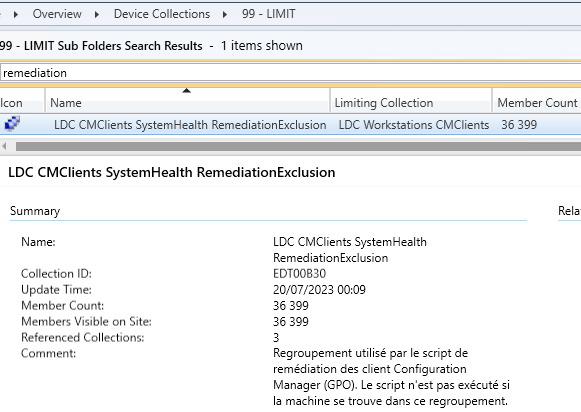 Overview ▸ Device Collections ▸ 99 - LIMIT
99 - LIMIT Sub Folders Search Results - 1 items shown
remediation
Icon Name Limiting Collection Member Count
LDC CMClients SystemHealth RemediationExclusion LDC Workstations CMClients 36 399
LDC CMClients SystemHealth RemediationExclusion
Summary
Name: LDC CMClients SystemHealth
RemediationExclusion
Collection ID: EDT00B30
Update Time: 20/07/2023 00:09
Member Count: 36 399
Members Visible on Site: 36 399
Referenced Collections: 3
Comment: Regroupement utilisé par le script de
remédiation des client Configuration
Manager (GPO). Le script n'est pas exécuté si
la machine se trouve dans ce regroupement.